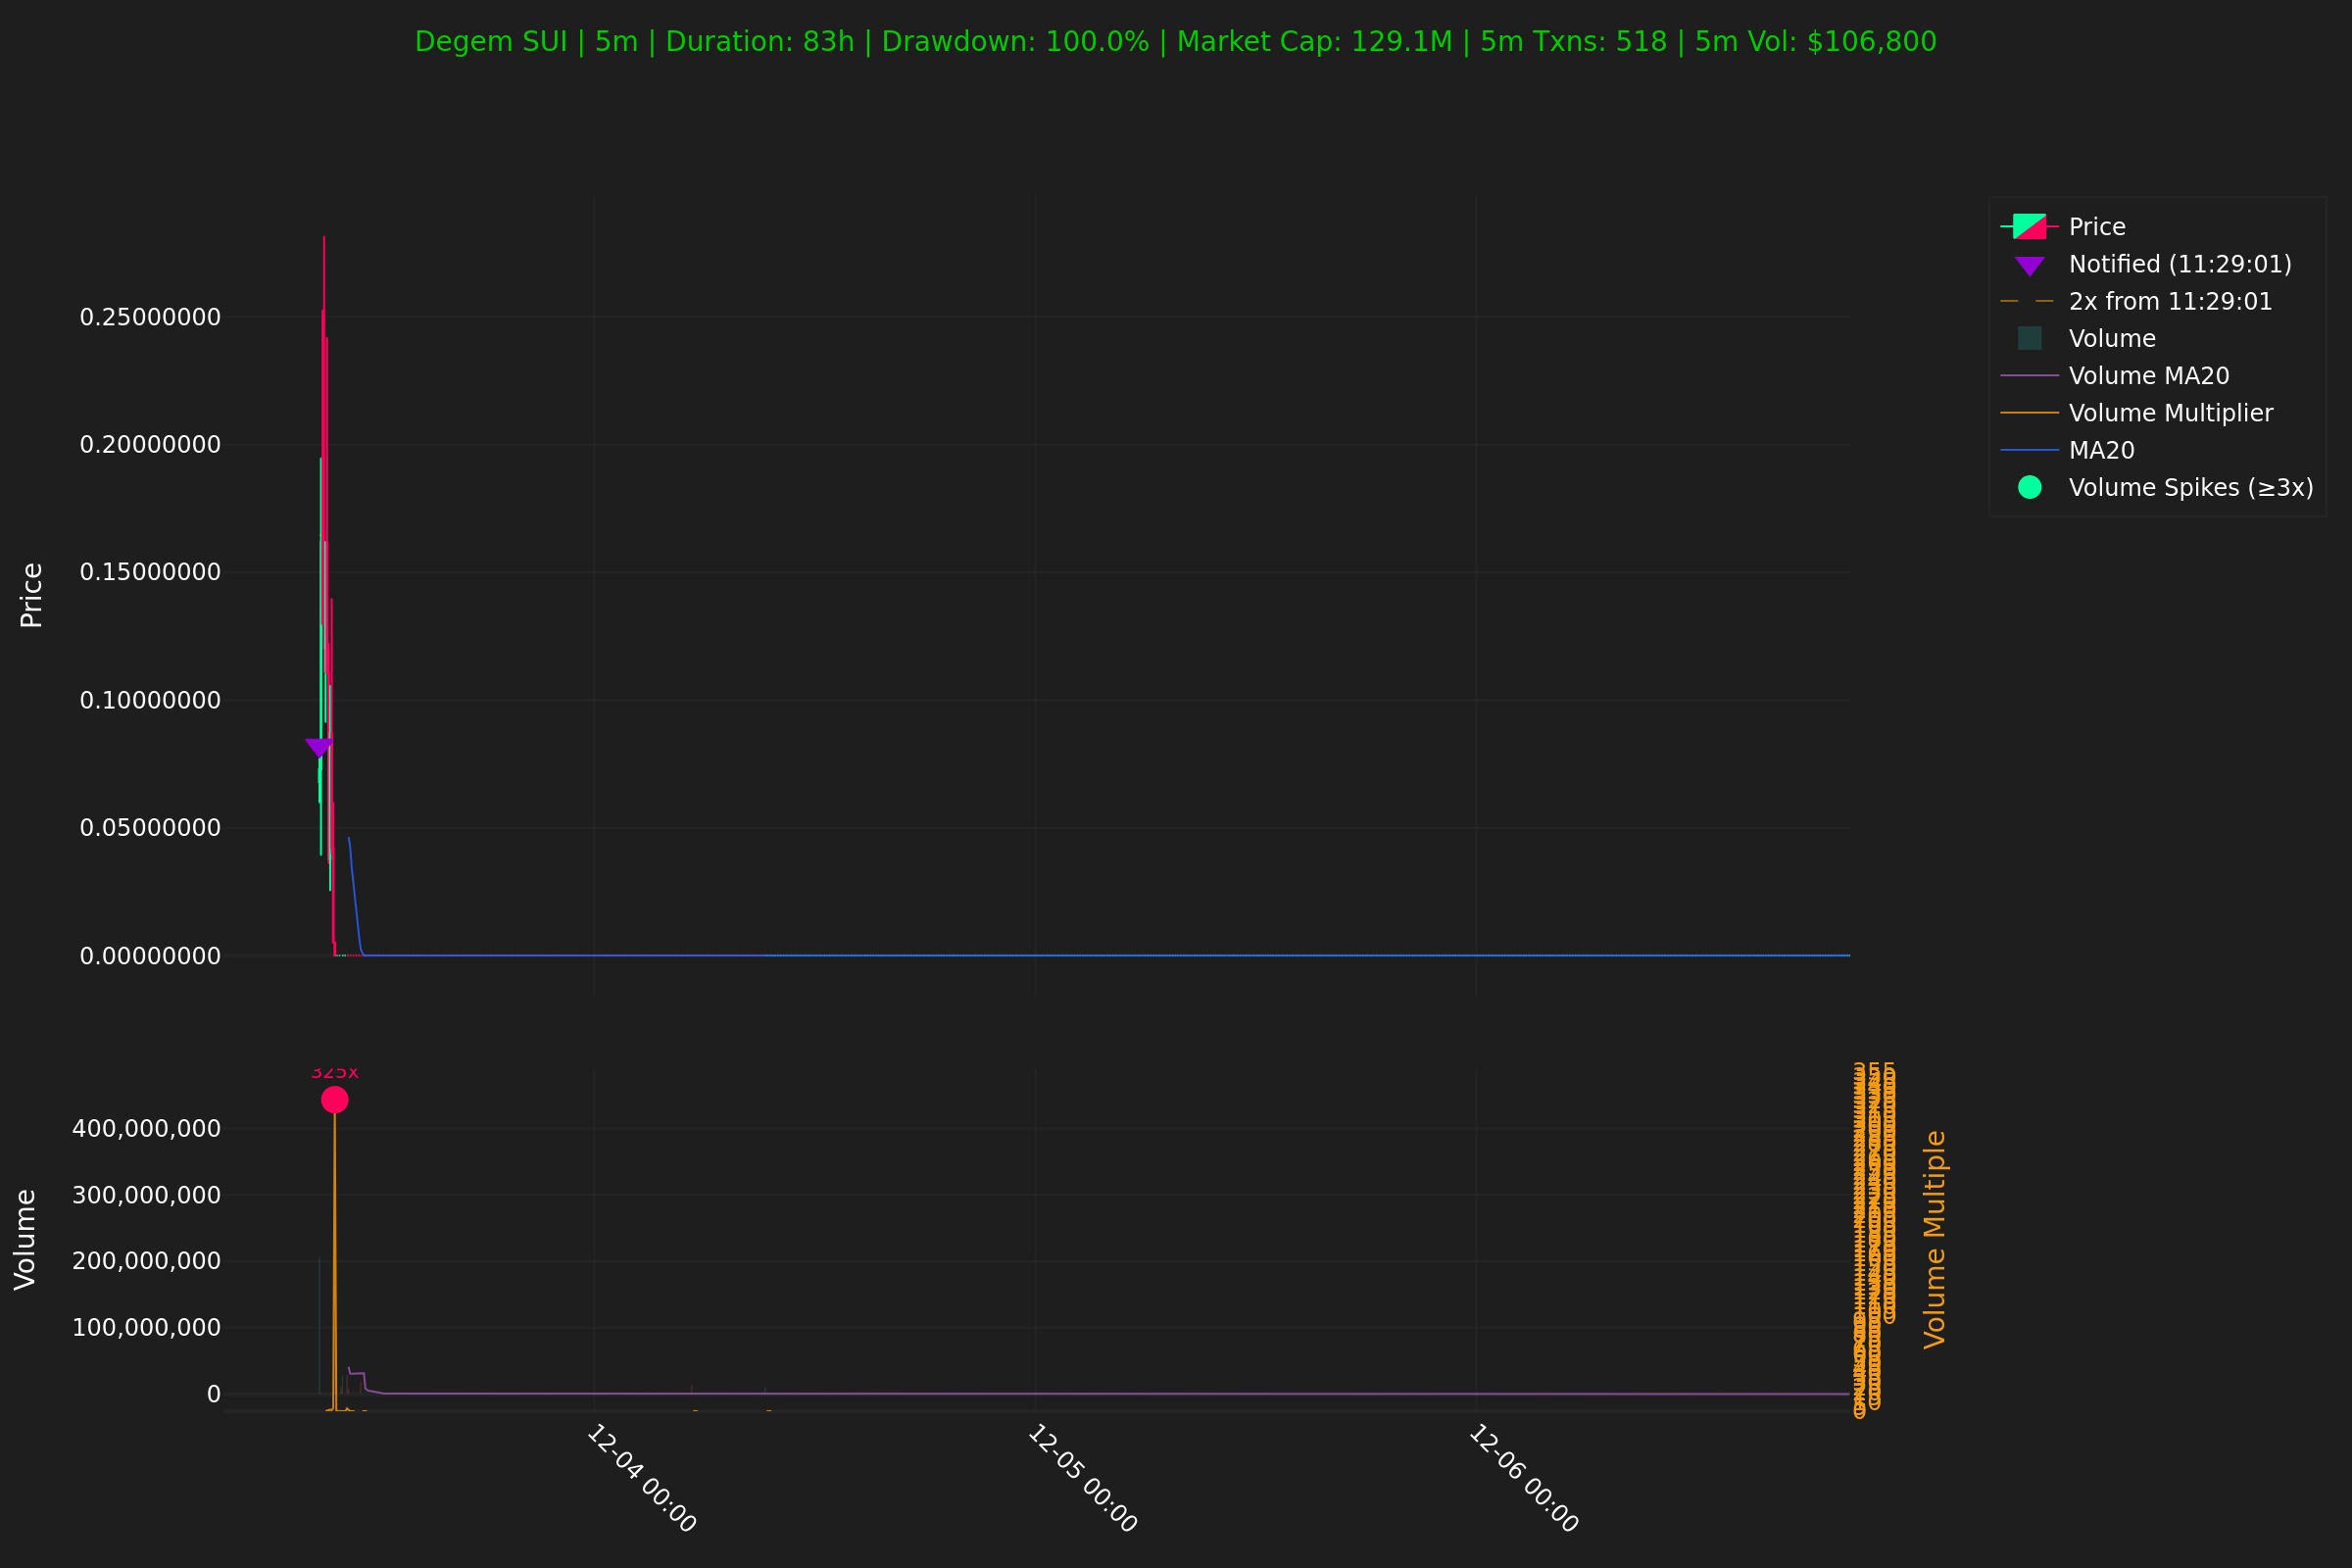 Degem SUI | 5m | Duration: 83h | Drawdown: 100.0% | Market Cap: 129.1M | 5m Txns: 518 | 5m Vol: $106,800
Price
0.25000000
0.20000000
0.15000000
0.10000000
0.05000000
0.00000000
Price
Notified (11:29:01)
2x from 11:29:01
Volume
Volume MA20
Volume Multiplier
MA20
Volume Spikes (≥3x)
325x
Volume
400,000,000
300,000,000
200,000,000
100,000,000
0
Volume Multiple
12-04 00:00
12-05 00:00
12-06 00:00